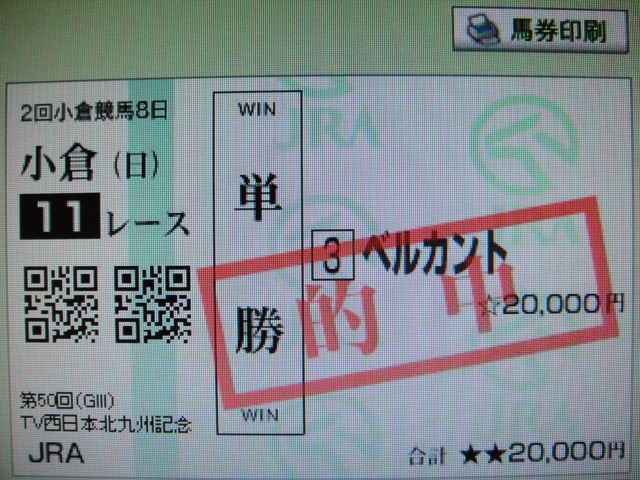 馬券印刷
2回小倉競馬8日
小倉(日)
11レース
第50回(GIII)
TV西日本北九州記念
JRA
WIN
単
勝
WIN
JRA
3 ベルカント
的中
☆20,000円
合計 ★★20,000円